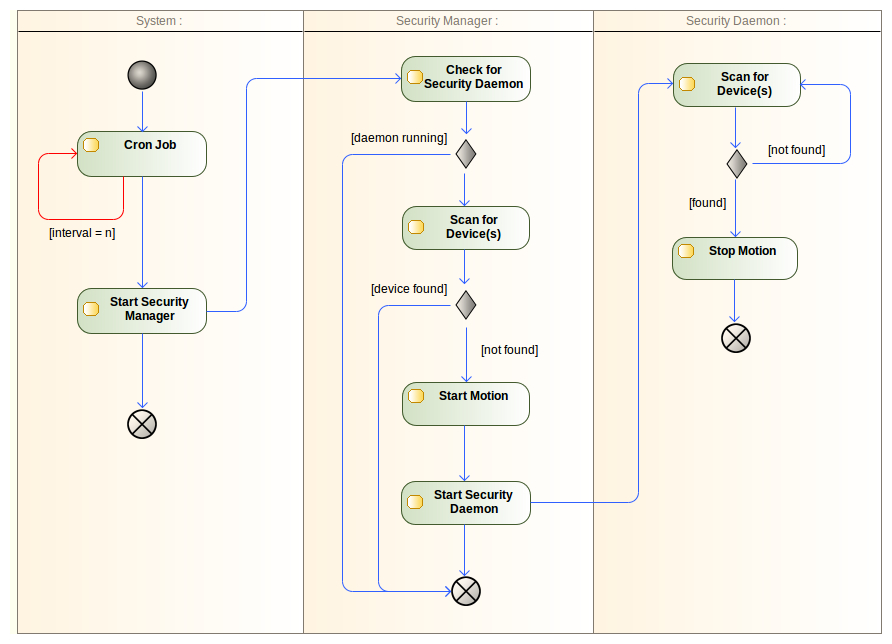 System :
Security Manager :
Security Daemon :
Cron Job
[interval = n]
Start Security
Manager
Check for
Security Daemon
[daemon running]
Scan for
Device(s)
[device found]
[not found]
Start Motion
Start Security
Daemon
Scan for
Device(s)
[not found]
[found]
Stop Motion